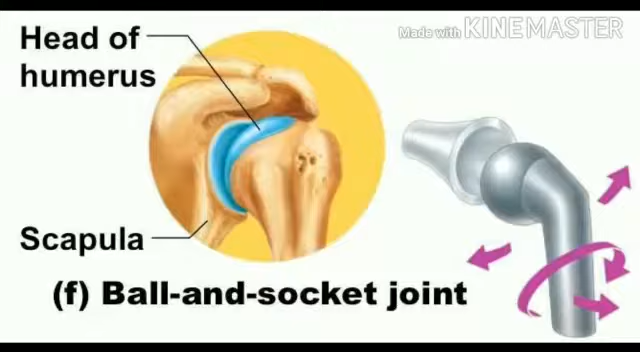 Made with KINEMASTER
Head of
humerus
Scapula
(f) Ball-and-socket joint